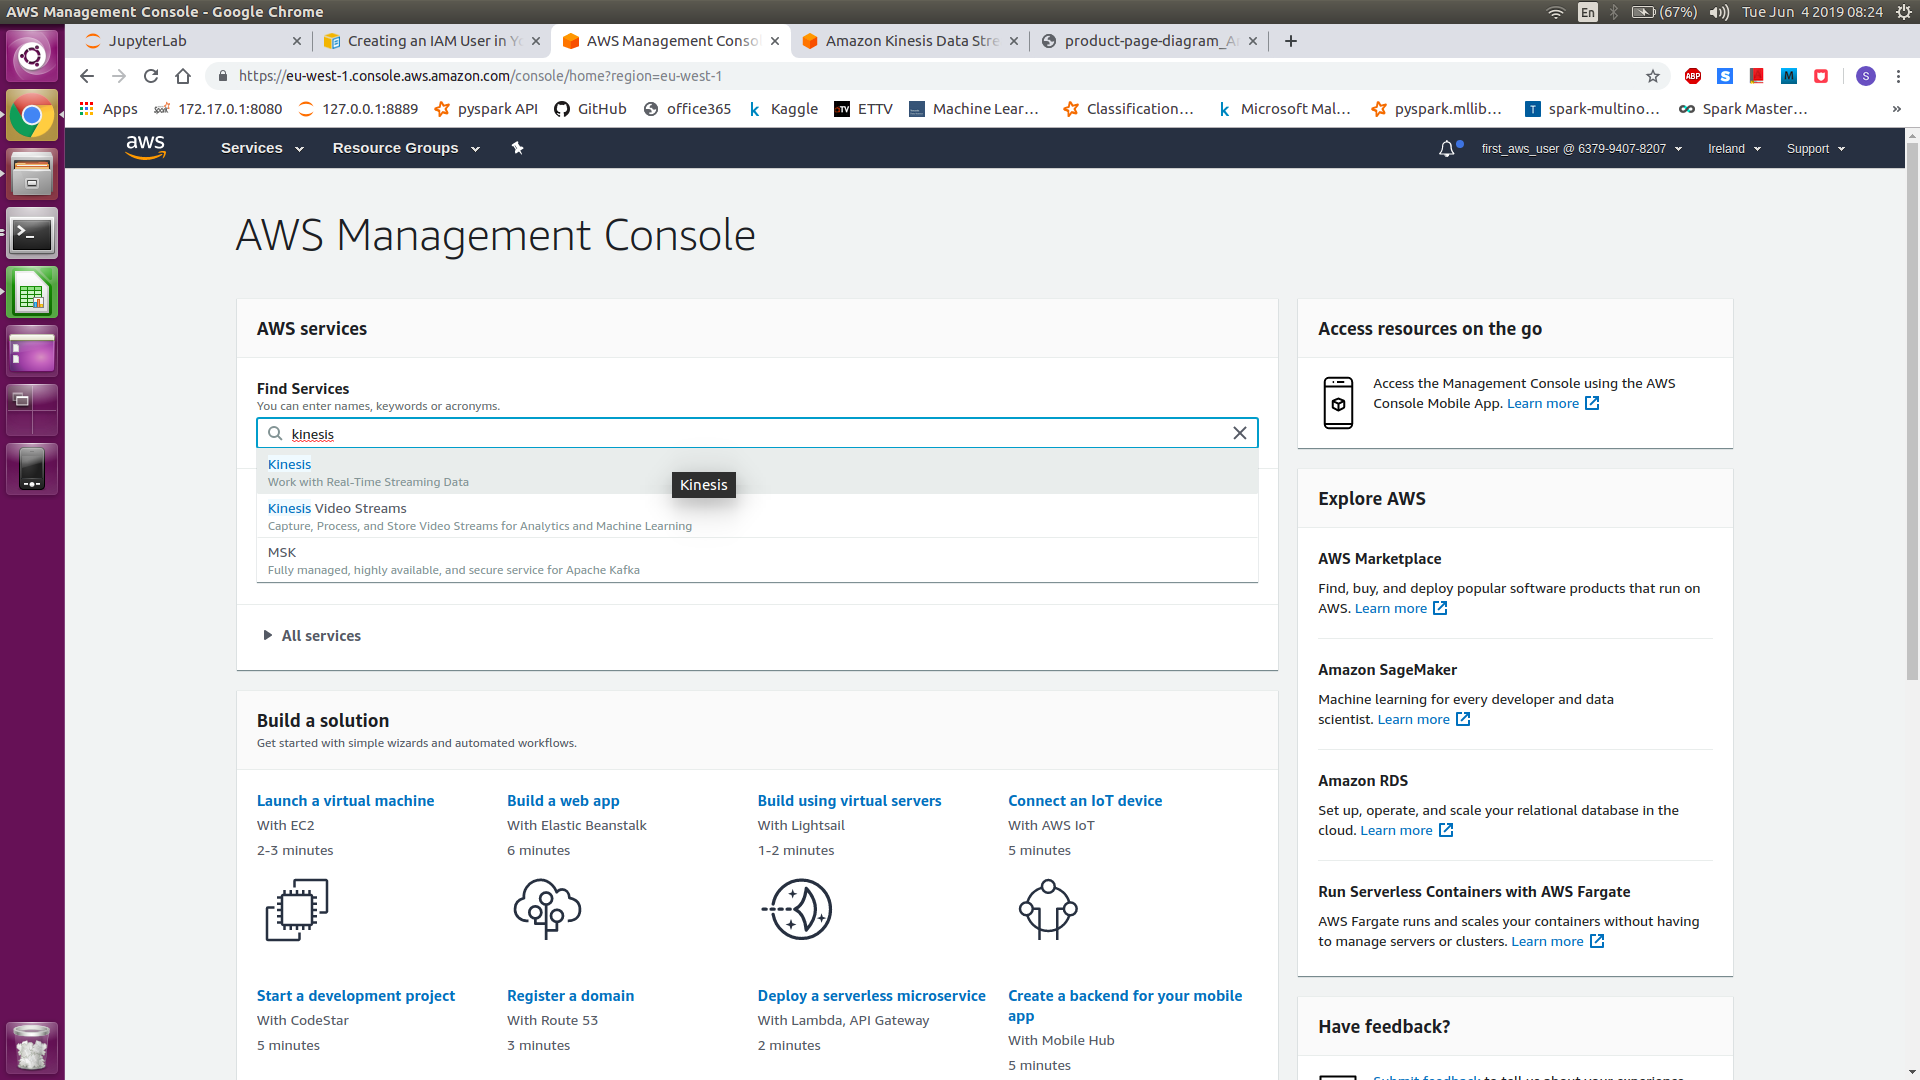 AWS Management Console - Google Chrome
En
(67%)
Tue Jun 4 2019 08:24
JupyterLab
Creating an IAM User in Yo
AWS Management Conso
Amazon Kinesis Data Stre
product-page-diagram_A
https://eu-west-1.console.aws.amazon.com/console/home?region=eu-west-1
ABP
S
M
S
Apps
172.17.0.1:8080
127.0.0.1:8889
pyspark API
GitHub
office365
Kaggle
ETTV
Machine Lear...
Classification...
Microsoft Mal...
pyspark.mllib...
spark-multino...
Spark Master...
»
aws
Services
Resource Groups
first_aws_user @ 6379-9407-8207
Ireland
Support
AWS Management Console
AWS services
Find Services
You can enter names, keywords or acronyms.
kinesis
Kinesis
Work with Real-Time Streaming Data
Kinesis
Kinesis Video Streams
Capture, Process, and Store Video Streams for Analytics and Machine Learning
MSK
Fully managed, highly available, and secure service for Apache Kafka
All services
Build a solution
Get started with simple wizards and automated workflows.
Launch a virtual machine
With EC2
2-3 minutes
Build a web app
With Elastic Beanstalk
6 minutes
Build using virtual servers
With Lightsail
1-2 minutes
Connect an IoT device
With AWS IoT
5 minutes
Start a development project
With CodeStar
5 minutes
Register a domain
With Route 53
3 minutes
Deploy a serverless microservice
With Lambda, API Gateway
2 minutes
Create a backend for your mobile
app
With Mobile Hub
5 minutes
Access resources on the go
Access the Management Console using the AWS
Console Mobile App. Learn more
Explore AWS
AWS Marketplace
Find, buy, and deploy popular software products that run on
AWS. Learn more
Amazon SageMaker
Machine learning for every developer and data
scientist. Learn more
Amazon RDS
Set up, operate, and scale your relational database in the
cloud. Learn more
Run Serverless Containers with AWS Fargate
AWS Fargate runs and scales your containers without having
to manage servers or clusters. Learn more
Have feedback?
Submit feedback to tell us about your experience